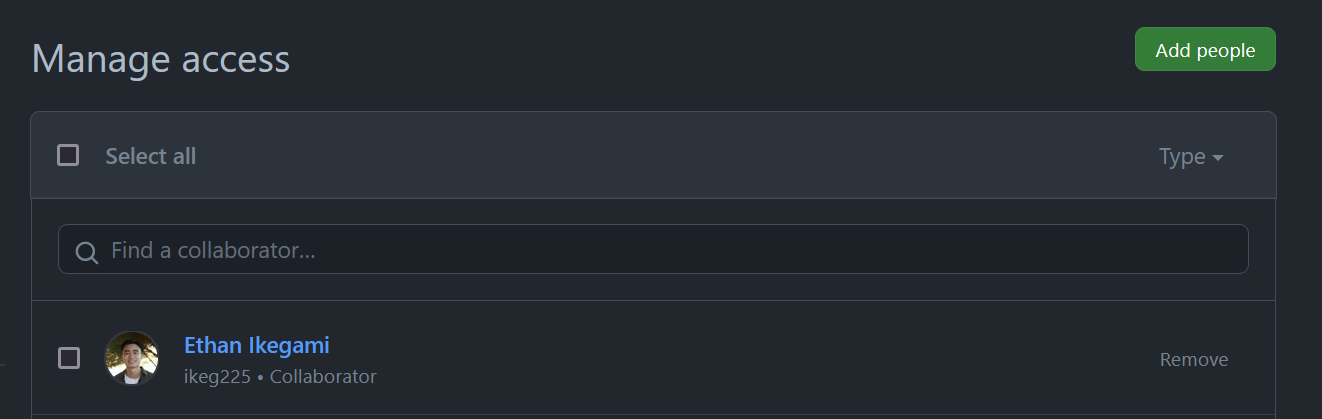 Manage access
Add people
Select all
Type
Find a collaborator...
Ethan Ikegami
ikeg225 • Collaborator
Remove